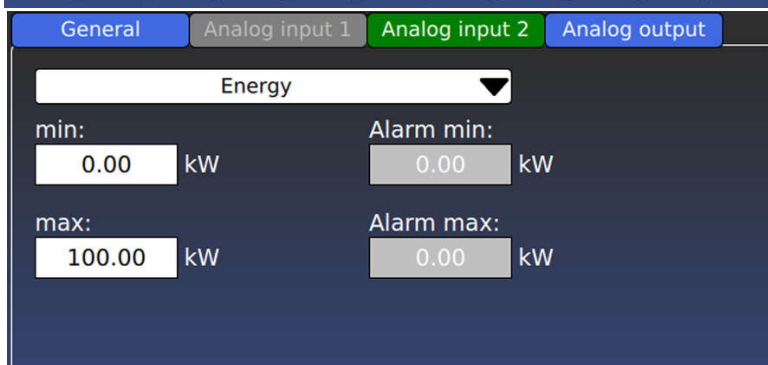 General Analog input 1 Analog input 2 Analog output
Energy
min: Alarm min:
0.00 kW 0.00 kW
max: Alarm max:
100.00 kW 0.00 kW